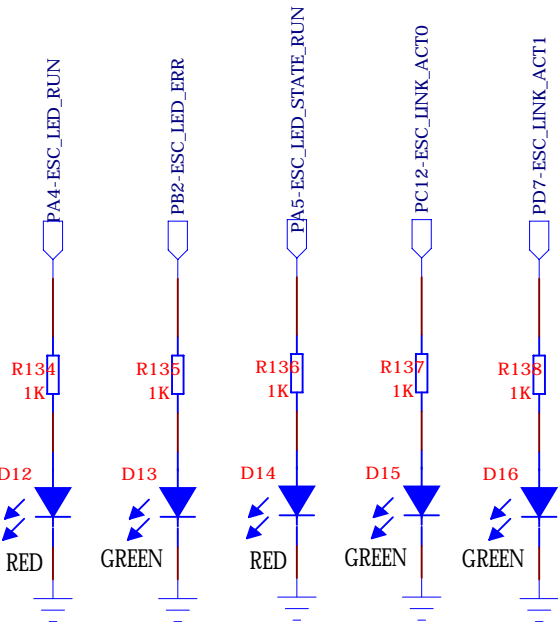 PA4-ESC_LED_RUN
PB2-ESC_LED_ERR
PA5-ESC_LED_STATE_RUN
PC12-ESC_LINK_ACT0
PD7-ESC_LINK_ACT1
R134
1K
R135
1K
R136
1K
R137
1K
R138
1K
D12
D13
D14
D15
D16
RED
GREEN
RED
GREEN
GREEN